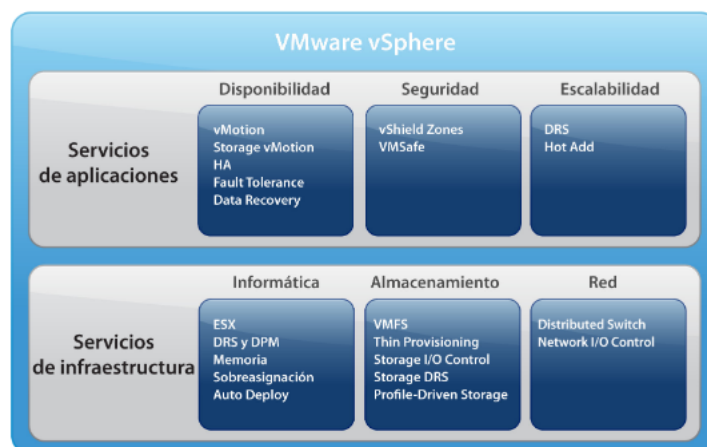 VMware vSphere
Disponibilidad
Seguridad
Escalabilidad
Servicios
de aplicaciones
vMotion
Storage vMotion
HA
Fault Tolerance
Data Recovery
vShield Zones
VMSafe
DRS
Hot Add
Informática
Almacenamiento
Red
Servicios
de infraestructura
ESX
DRS y DPM
Memoria
Sobreasignación
Auto Deploy
VMFS
Thin Provisioning
Storage I/O Control
Storage DRS
Profile-Driven Storage
Distributed Switch
Network I/O Control